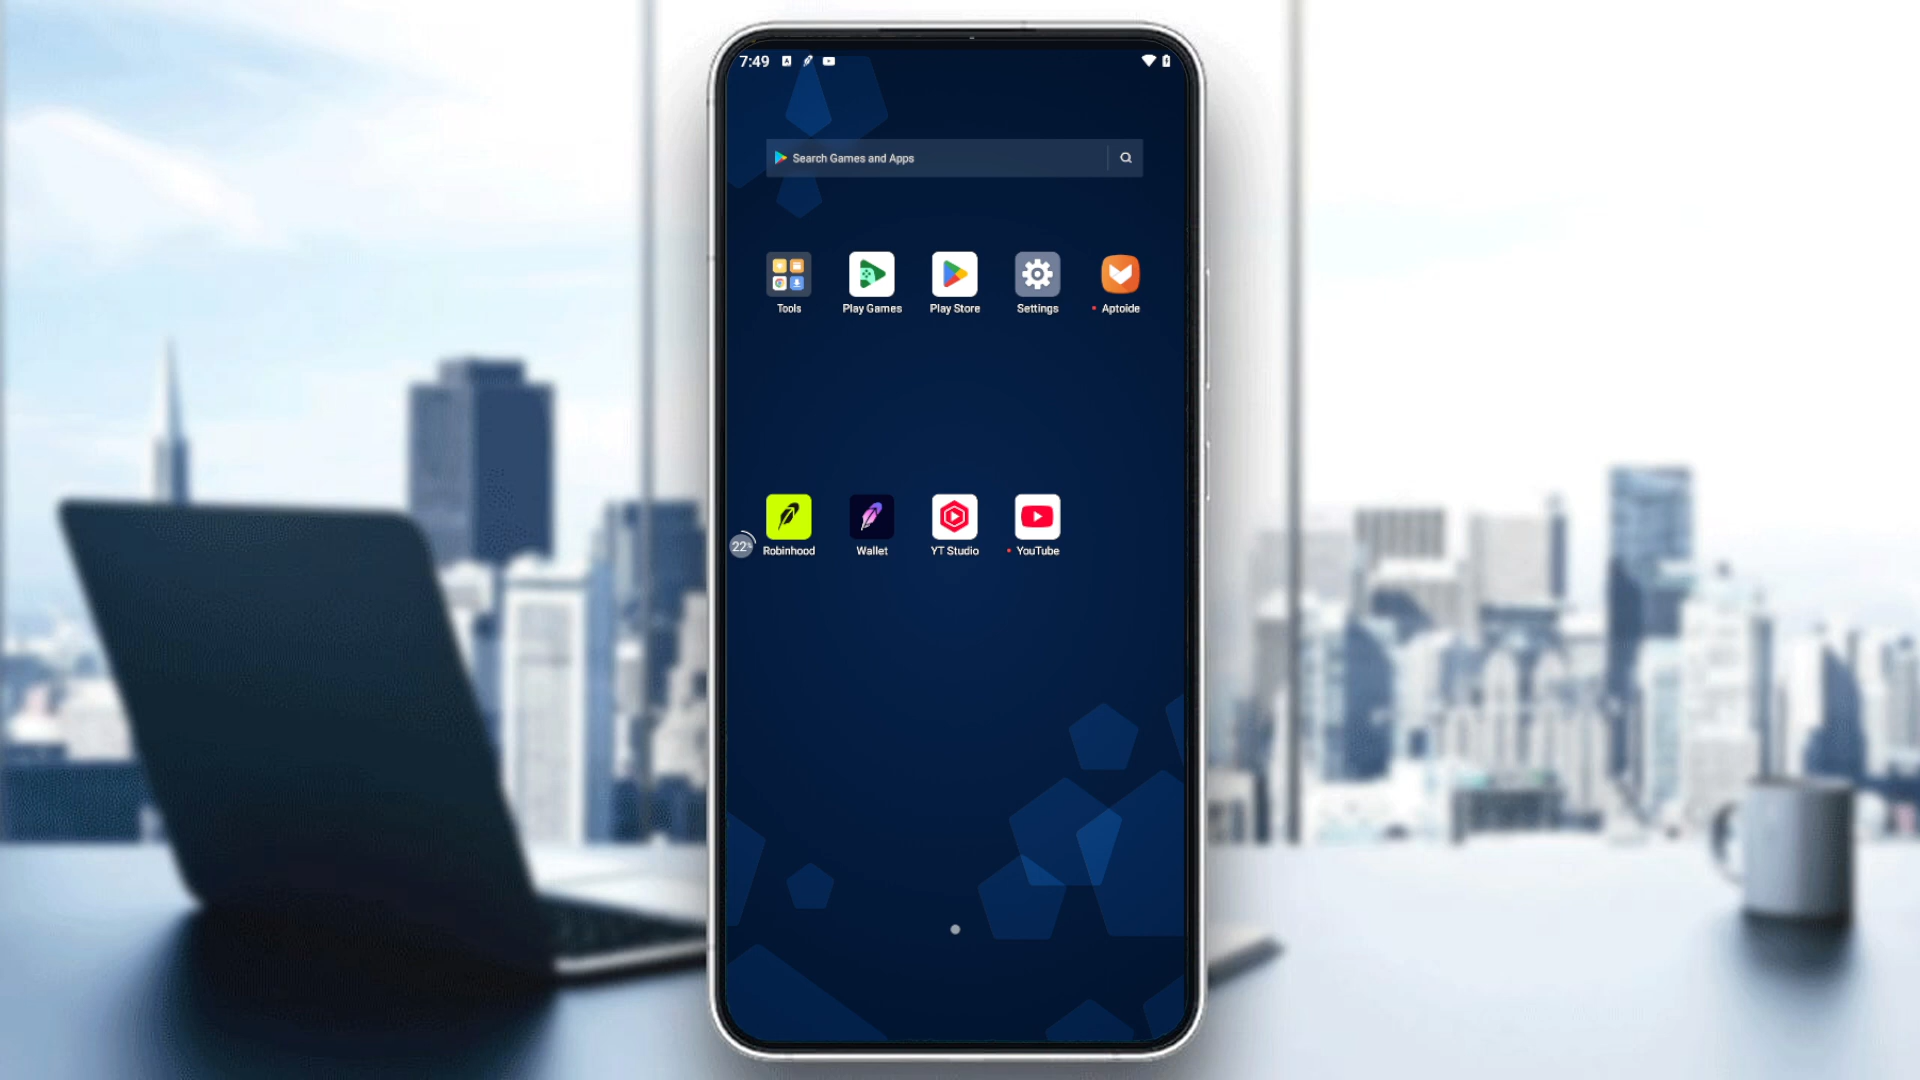 7:49
Search Games and Apps
Tools
Play Games
Play Store
Settings
Aptoide
22%
Robinhood
Wallet
YT Studio
YouTube